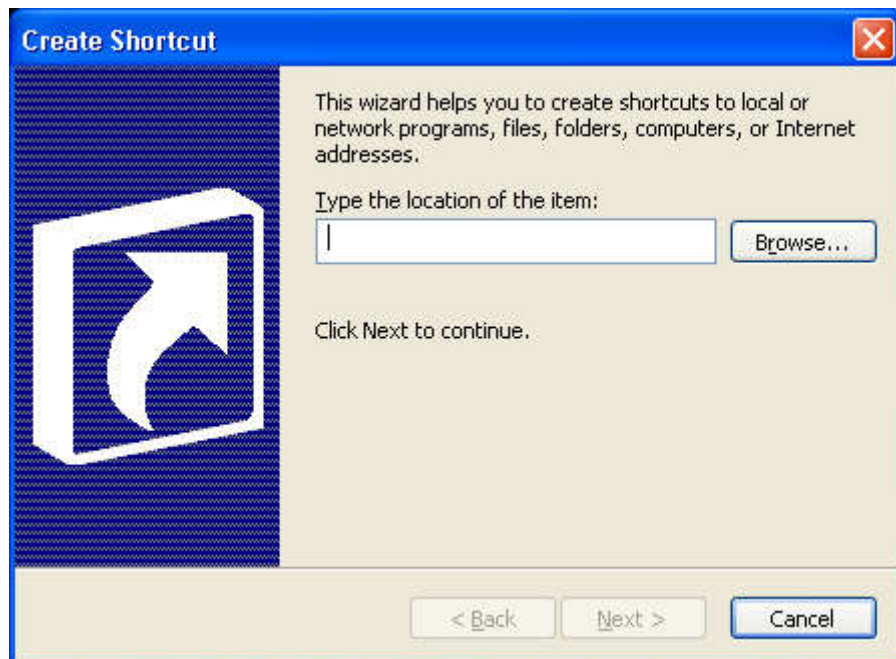 Create Shortcut
This wizard helps you to create shortcuts to local or
network programs, files, folders, computers, or Internet
addresses.
Type the location of the item:
Browse...
Click Next to continue.
< Back
Next >
Cancel